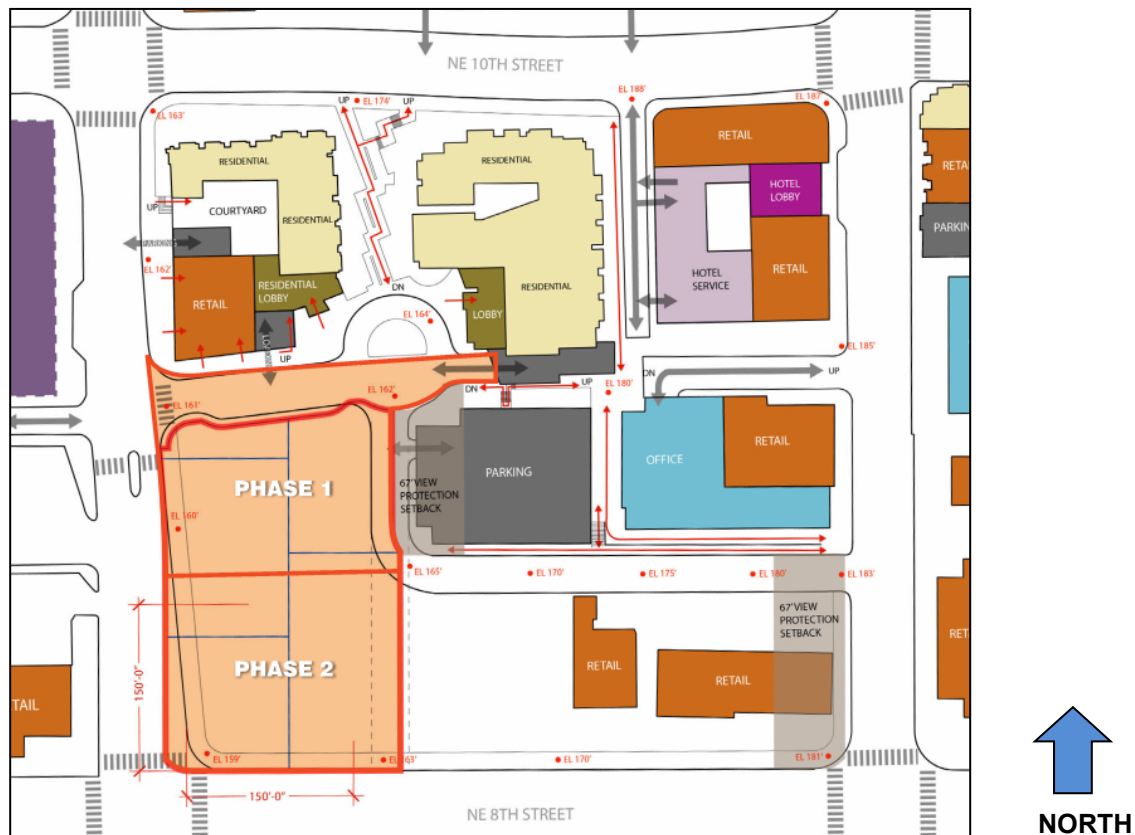 NE 10TH STREET
UP
EL 174'
UP
EL 188'
EL 187'
EL 163'
RETAIL
RESIDENTIAL
RESIDENTIAL
HOTEL
LOBBY
RETAIL
UP
COURTYARD
RESIDENTIAL
PARKIN
EL 162'
RETAIL
RESIDENTIAL
LOBBY
DN
RESIDENTIAL
HOTEL
SERVICE
RETAIL
LOBBY
EL 164'
EL 185'
UP
DN
UP
EL 180'
DN
UP
EL 162'
EL 161'
RETAIL
OFFICE
PARKING
67' VIEW
PROTECTION
SETBACK
PHASE 1
EL 160'
EL 165'
EL 170'
EL 175'
EL 180'
EL 183'
67' VIEW
PROTECTION
SETBACK
PHASE 2
150'-0"
RETAIL
RETAIL
TAIL
EL 159'
EL 170'
EL 181'
150'-0"
NE 8TH STREET
NORTH